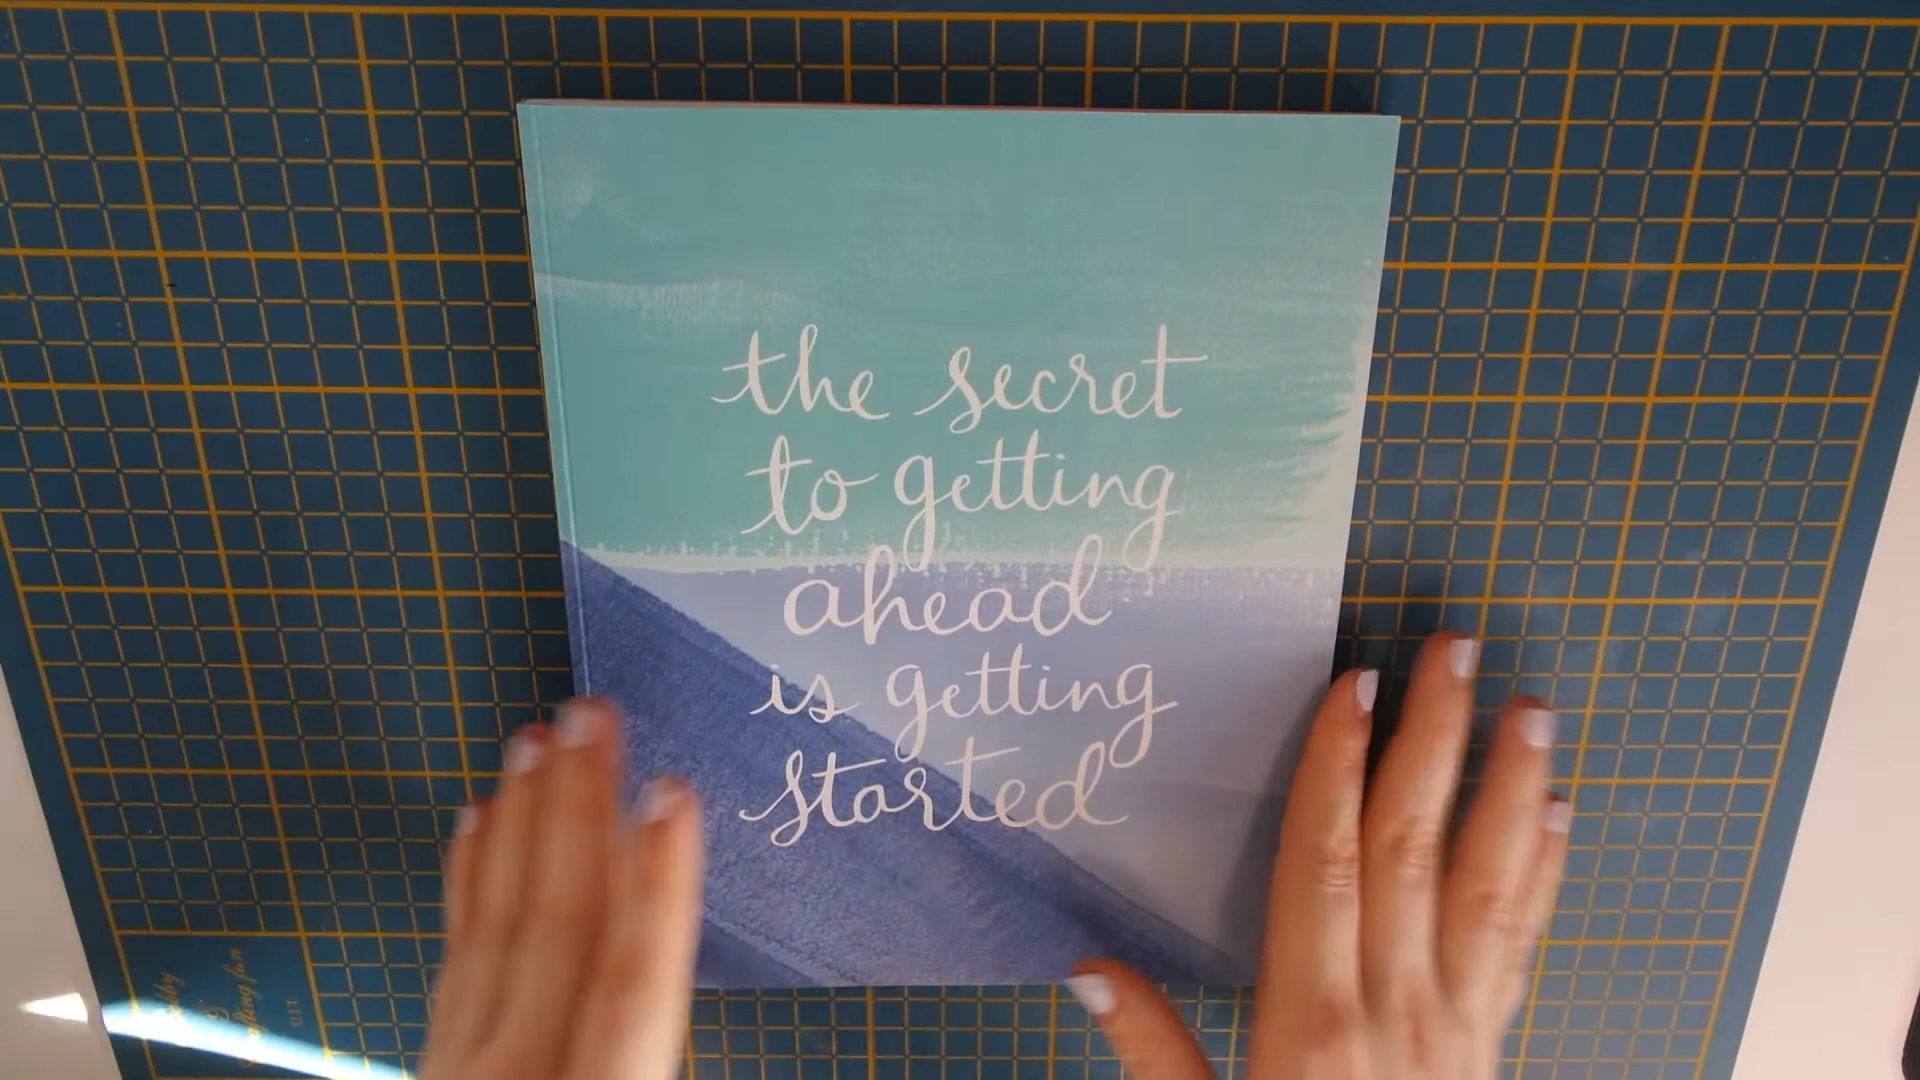 the secret
to getting
ahead
is getting
started